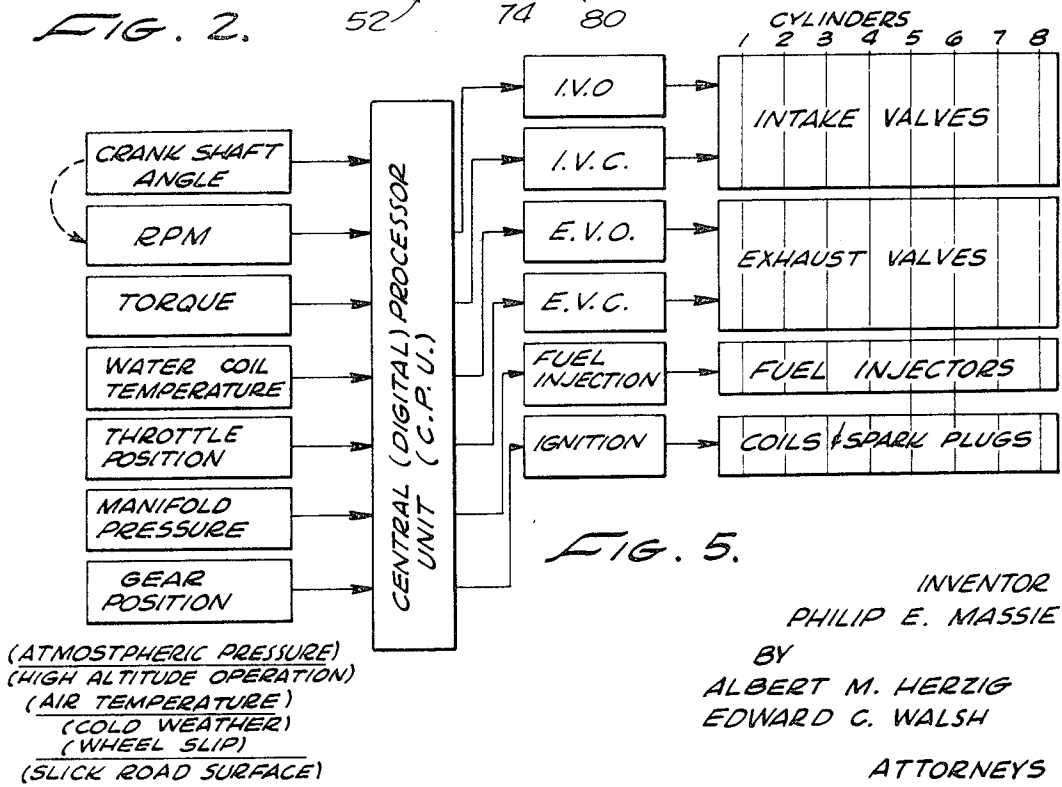 FIG. 2.
52
74
80
CYLINDERS
1 2 3 4 5 6 7 8
CRANK SHAFT
ANGLE
RPM
TORQUE
WATER COIL
TEMPERATURE
THROTTLE
POSITION
MANIFOLD
PRESSURE
GEAR
POSITION
(ATMOSTPHERIC PRESSURE)
(HIGH ALTITUDE OPERATION)
(AIR TEMPERATURE)
(COLD WEATHER)
(WHEEL SLIP)
(SLICK ROAD SURFACE)
CENTRAL (DIGITAL) PROCESSOR
UNIT (C.P.U.)
I.V.O
I.V.C.
E.V.O.
E.V.C.
FUEL
INJECTION
IGNITION
INTAKE VALVES
EXHAUST VALVES
FUEL INJECTORS
COILS & SPARK PLUGS
FIG. 5.
INVENTOR
PHILIP E. MASSIE
BY
ALBERT M. HERZIG
EDWARD C. WALSH
ATTORNEYS